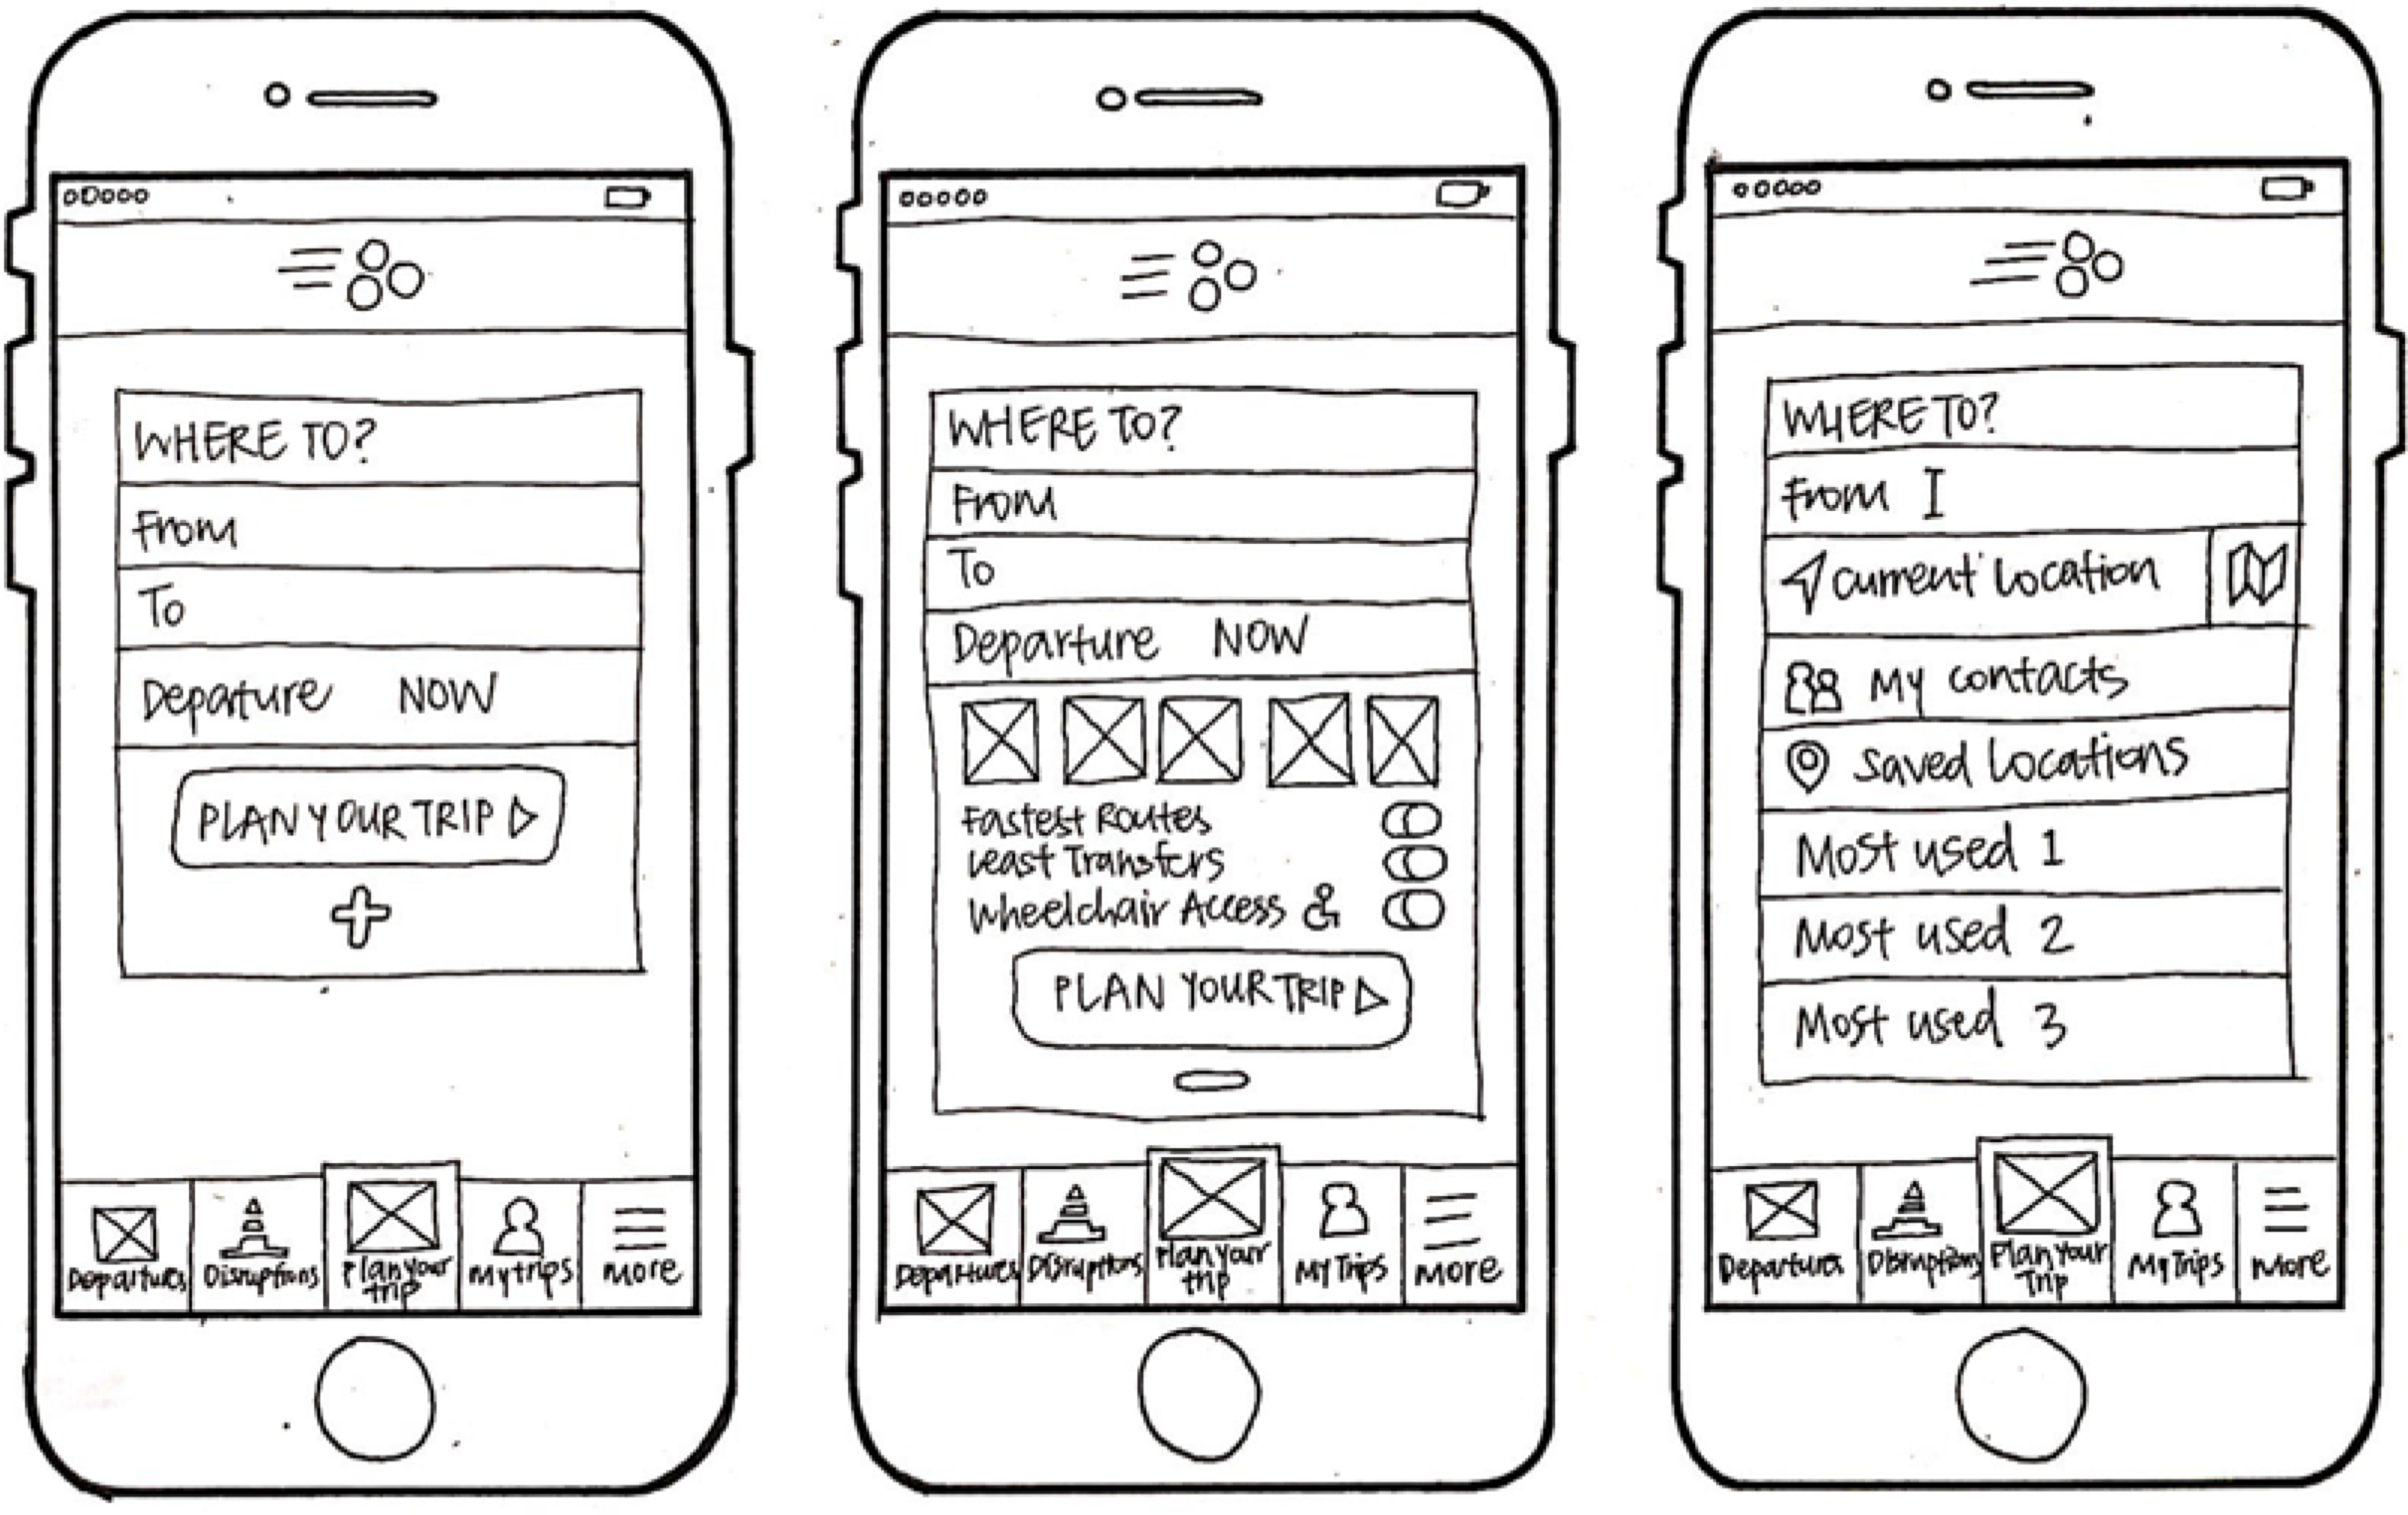 WHERE TO?
From
To
Departure NOW
PLAN YOUR TRIP
Departures
Disruptions
Plan your
trip
My trips
more
WHERE TO?
From
To
Departure NOW
Fastest Routes
Least Transfers
Wheelchair Access
PLAN YOUR TRIP
Departures
Disruptions
Plan your
trip
My Trips
more
WHERE TO?
From I
current location
My contacts
saved locations
Most used 1
Most used 2
Most used 3
Departures
Disruptions
Plan Your
Trip
My Trips
more